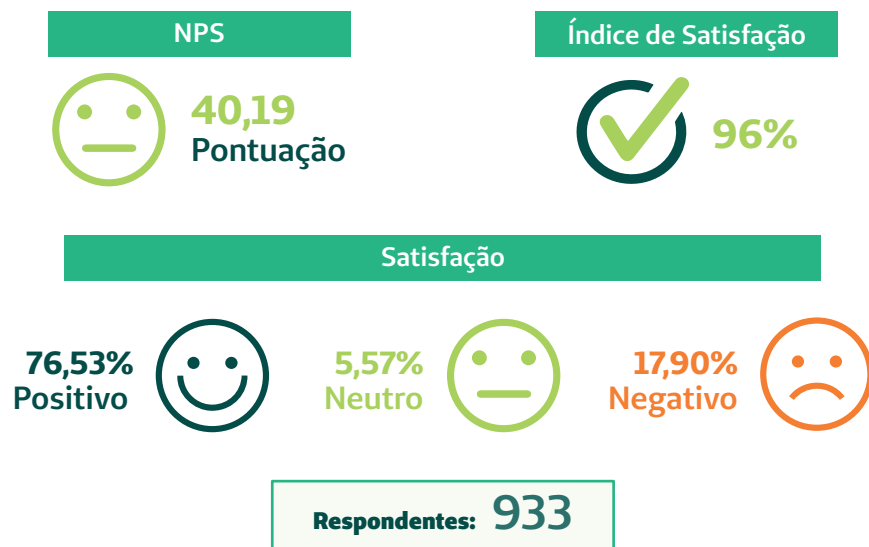 NPS
Índice de Satisfação
40,19
Pontuação
96%
Satisfação
76,53%
Positivo
5,57%
Neutro
17,90%
Negativo
Respondentes: 933